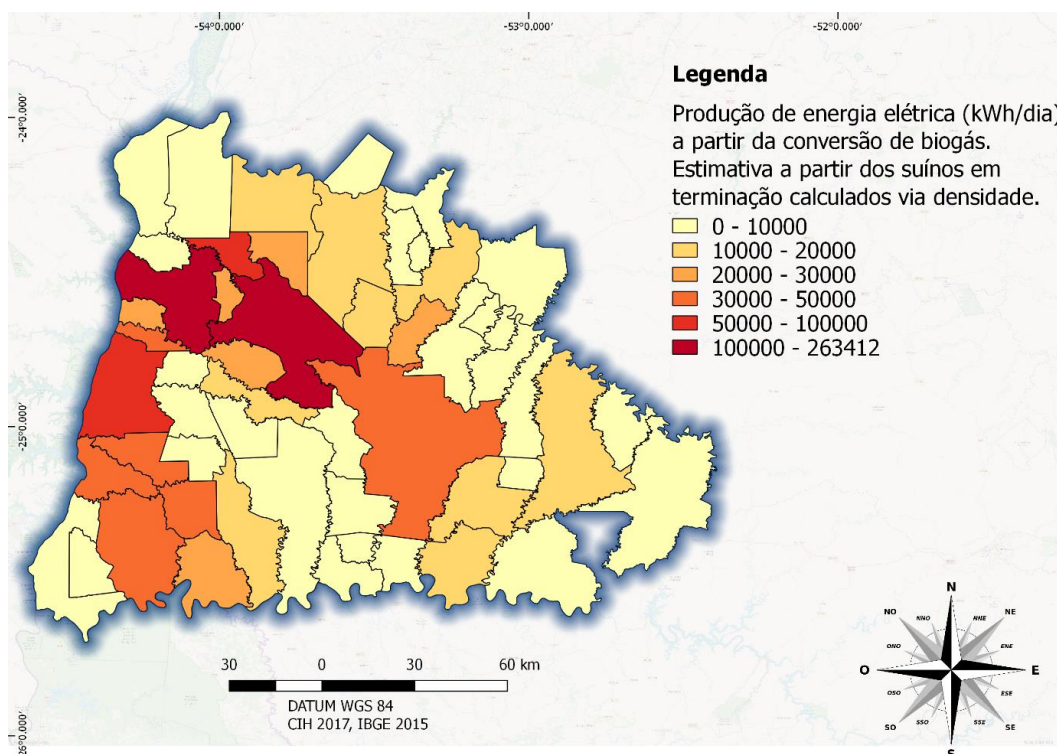 -54°0.000'
-53°0.000'
-52°0.000'
-24°0.000'
-25°0.000'
-26°0.000'
Legenda
Produção de energia elétrica (kWh/dia)
a partir da conversão de biogás.
Estimativa a partir dos suínos em
terminação calculados via densidade.
0 - 10000
10000 - 20000
20000 - 30000
30000 - 50000
50000 - 100000
100000 - 263412
30 0 30 60 km
DATUM WGS 84
CIH 2017, IBGE 2015
N
NO NNO NNE NE
ONO ENE
O E
OSO ESE
SO SSO SSE SE
S